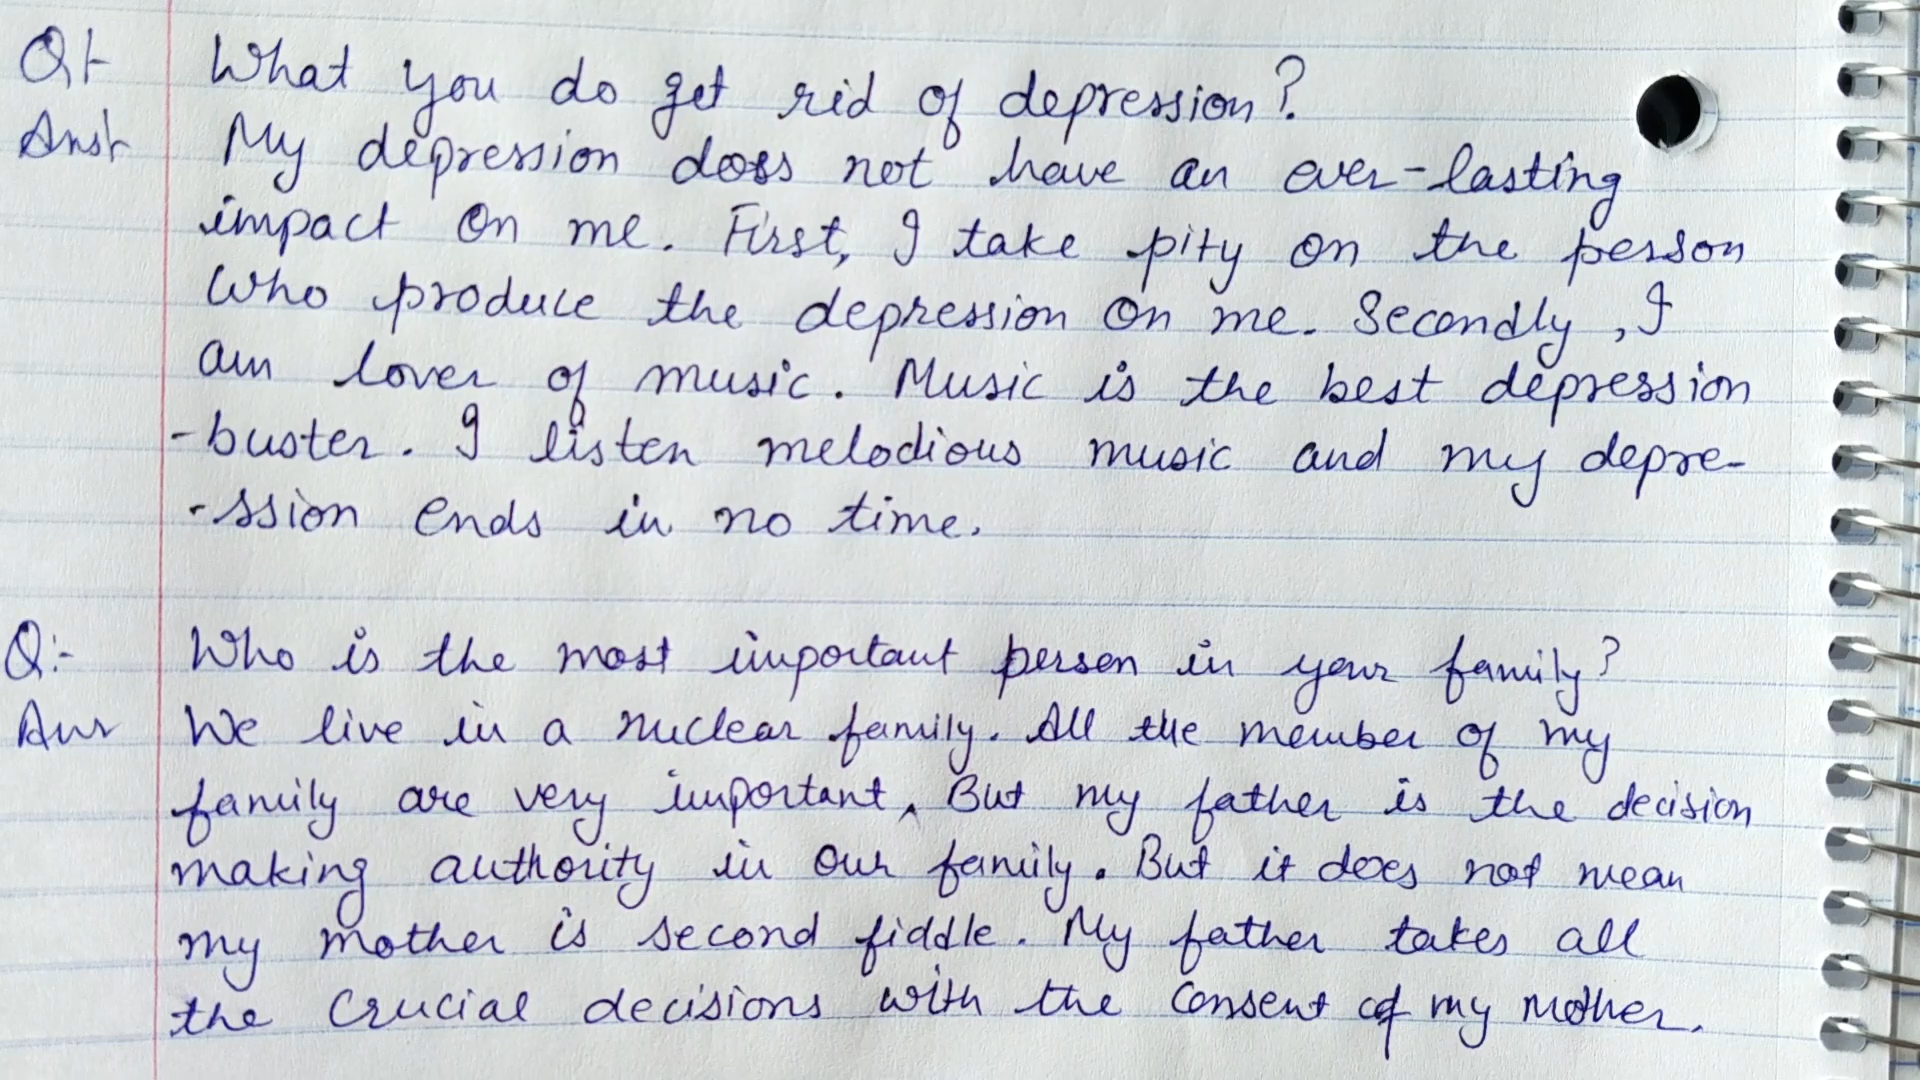 Q:- What you do get rid of depression?
Ans:- My depression does not have an ever-lasting
impact on me. First, I take pity on the person
who produce the depression on me. Secondly, I
am lover of music. Music is the best depression
-buster. I listen melodious music and my depre-
-ssion ends in no time.
Q:- Who is the most important person in your family?
Ans We live in a nuclear family. All the member of my
family are very important. But my father is the decision
making authority in our family. But it does not mean
my mother is second fiddle. My father takes all
the crucial decisions with the consent of my mother.